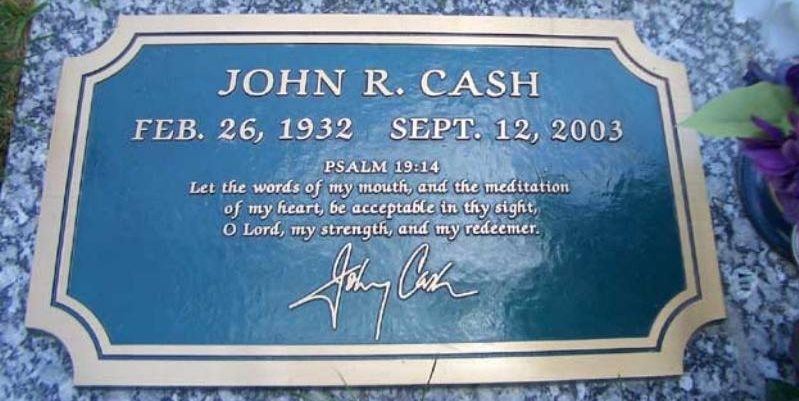 JOHN R. CASH
FEB. 26, 1932 SEPT. 12, 2003
PSALM 19:14
Let the words of my mouth, and the meditation
of my heart, be acceptable in thy sight,
O Lord, my strength, and my redeemer.
Johny Cash